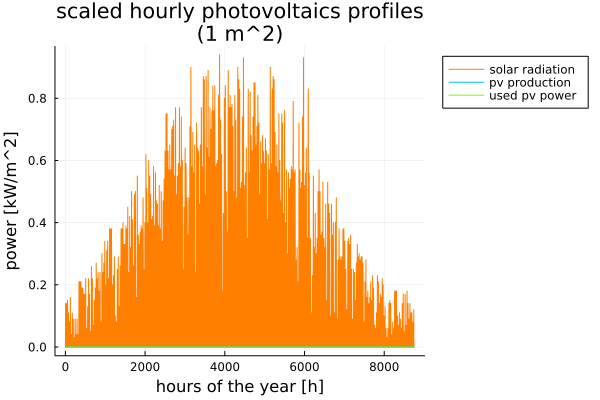 scaled hourly photovoltaics profiles
(1 m^2)
solar radiation
pv production
used pv power
power [kW/m^2]
0.8
0.6
0.4
0.2
0.0
0 2000 4000 6000 8000
hours of the year [h]